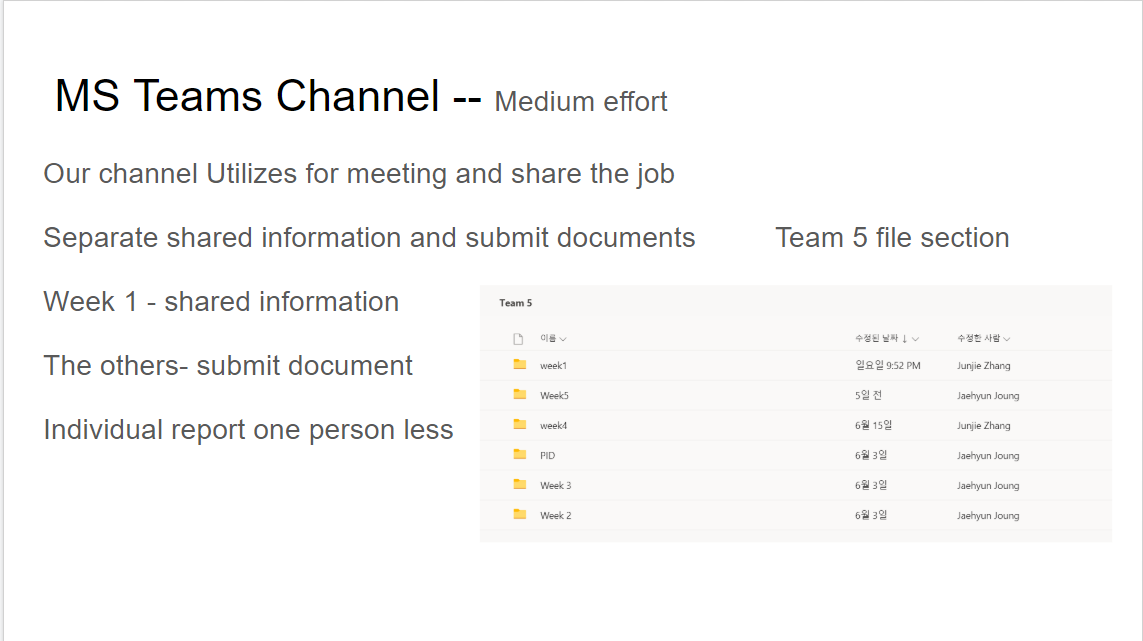 MS Teams Channel -- Medium effort
Our channel Utilizes for meeting and share the job
Separate shared information and submit documents
Team 5 file section
Week 1 - shared information
The others- submit document
Individual report one person less
Team 5
이름 수정된 날짜 ↓ 수정한 사람
week1 일요일 9:52 PM Junjie Zhang
Week5 5일 전 Jaehyun Joung
week4 6월 15일 Junjie Zhang
PID 6월 3일 Jaehyun Joung
Week 3 6월 3일 Jaehyun Joung
Week 2 6월 3일 Jaehyun Joung